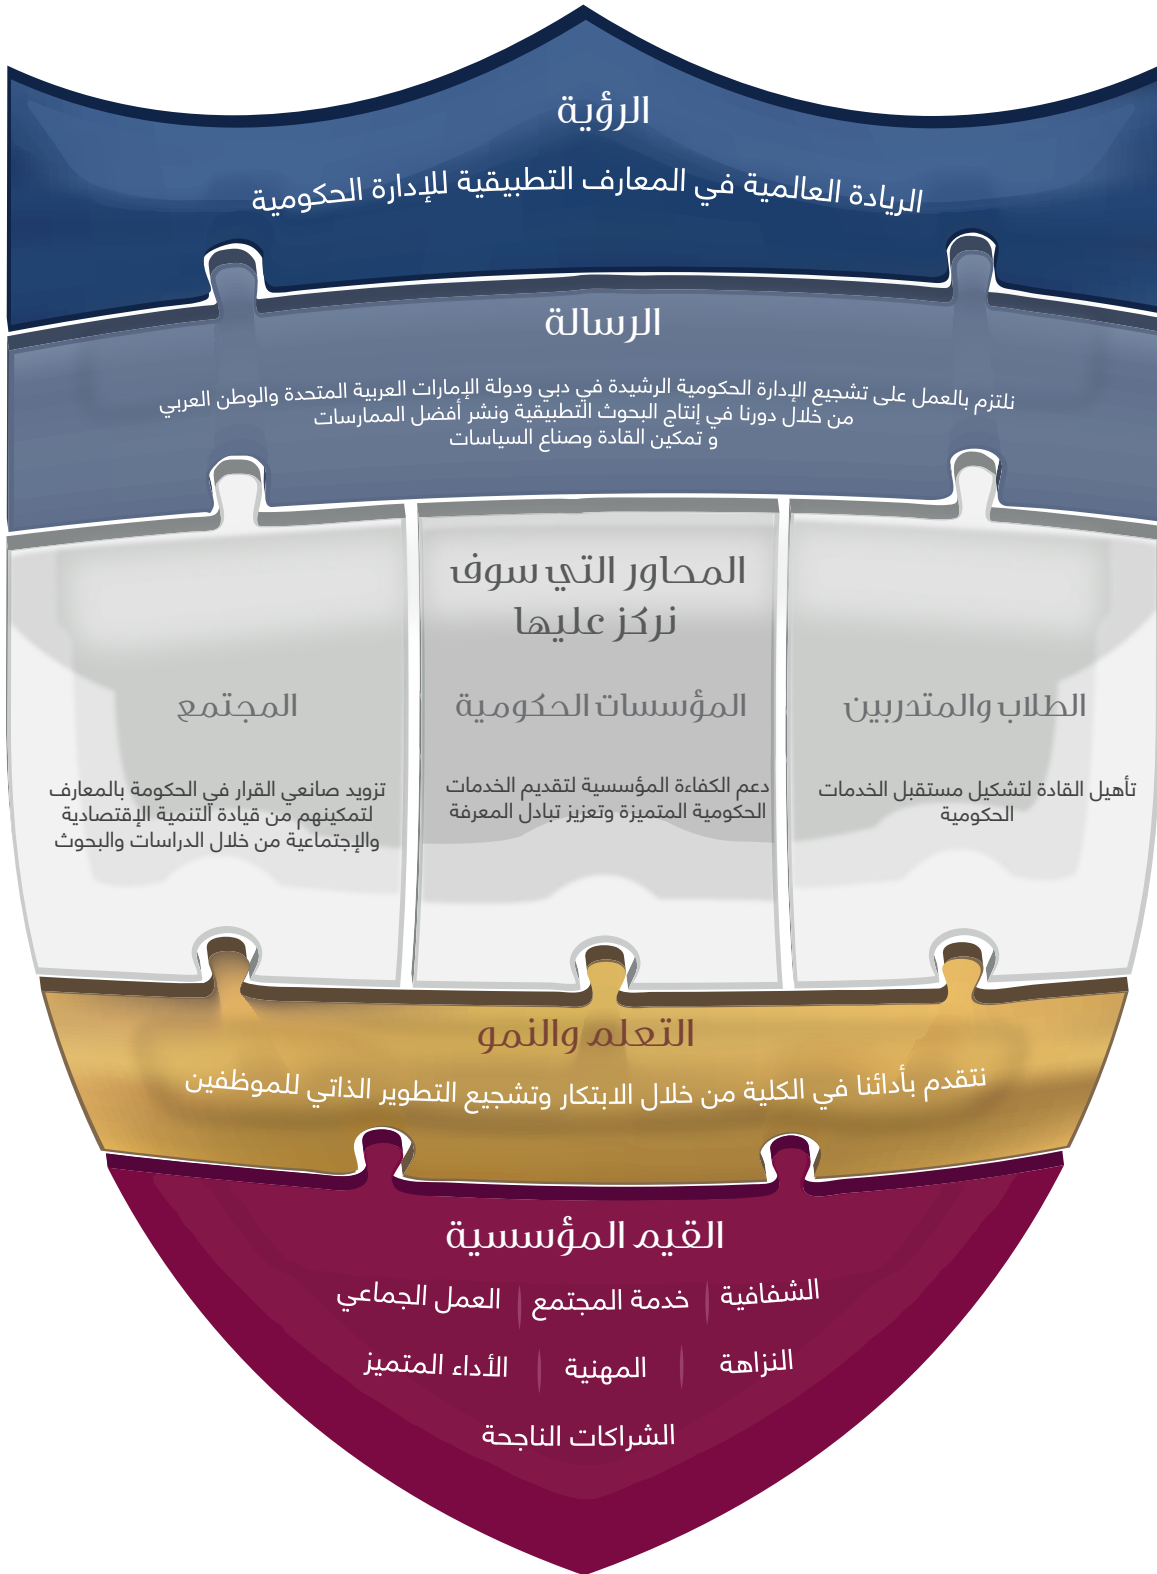 الرؤية
الريادة العالمية في المعارف التطبيقية للإدارة الحكومية
الرسالة
نلتزم بالعمل على تشجيع الإدارة الحكومية الرشيدة في دبي ودولة الإمارات العربية المتحدة والوطن العربي
من خلال دورنا في إنتاج البحوث التطبيقية ونشر أفضل الممارسات
و تمكين القادة وصناع السياسات
المحاور التي سوف
نركز عليها
الطلاب والمتدربين
تأهيل القادة لتشكيل مستقبل الخدمات
الحكومية
المؤسسات الحكومية
دعم الكفاءة المؤسسية لتقديم الخدمات
الحكومية المتميزة وتعزيز تبادل المعرفة
المجتمع
تزويد صانعي القرار في الحكومة بالمعارف
لتمكينهم من قيادة التنمية الإقتصادية
والإجتماعية من خلال الدراسات والبحوث
التعلم والنمو
نتقدم بأدائنا في الكلية من خلال الابتكار وتشجيع التطوير الذاتي للموظفين
القيم المؤسسية
الشفافية خدمة المجتمع العمل الجماعي
النزاهة المهنية الأداء المتميز
الشراكات الناجحة